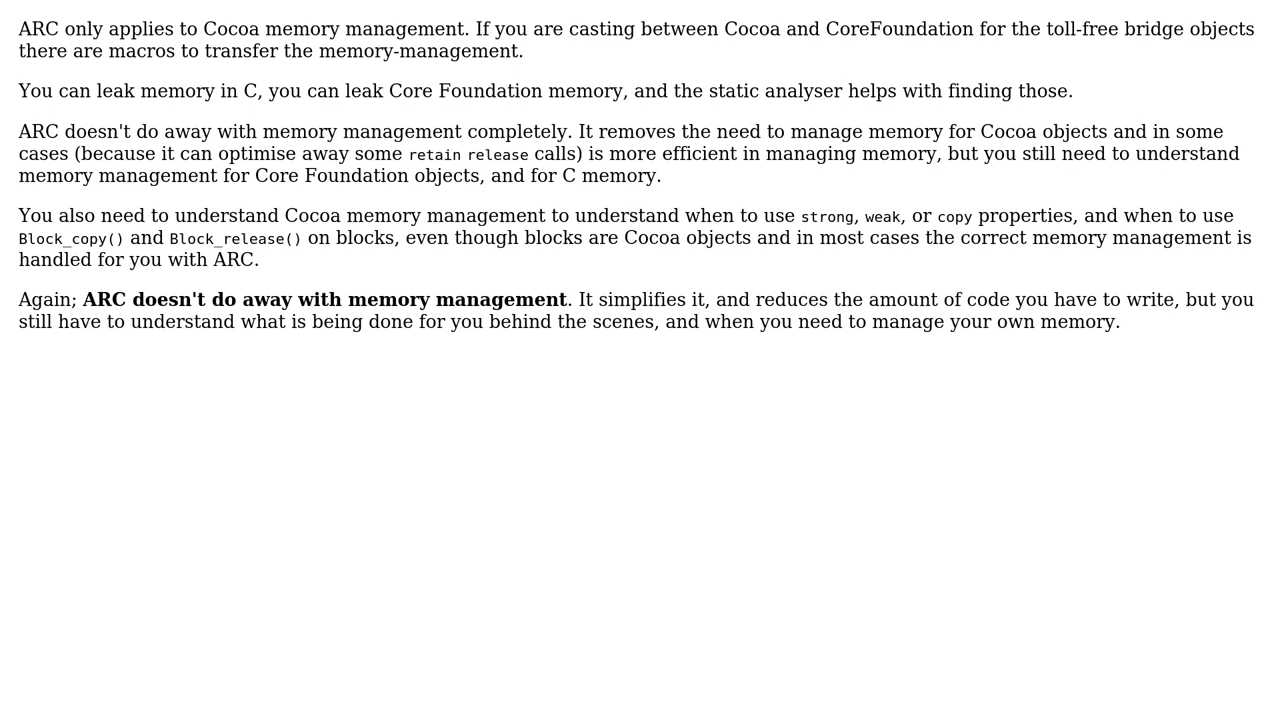 ARC only applies to Cocoa memory management. If you are casting between Cocoa and CoreFoundation for the toll-free bridge objects
there are macros to transfer the memory-management.
You can leak memory in C, you can leak Core Foundation memory, and the static analyser helps with finding those.
ARC doesn't do away with memory management completely. It removes the need to manage memory for Cocoa objects and in some
cases (because it can optimise away some retain release calls) is more efficient in managing memory, but you still need to understand
memory management for Core Foundation objects, and for C memory.
You also need to understand Cocoa memory management to understand when to use strong, weak, or copy properties, and when to use
Block_copy() and Block_release() on blocks, even though blocks are Cocoa objects and in most cases the correct memory management is
handled for you with ARC.
Again; ARC doesn't do away with memory management. It simplifies it, and reduces the amount of code you have to write, but you
still have to understand what is being done for you behind the scenes, and when you need to manage your own memory.